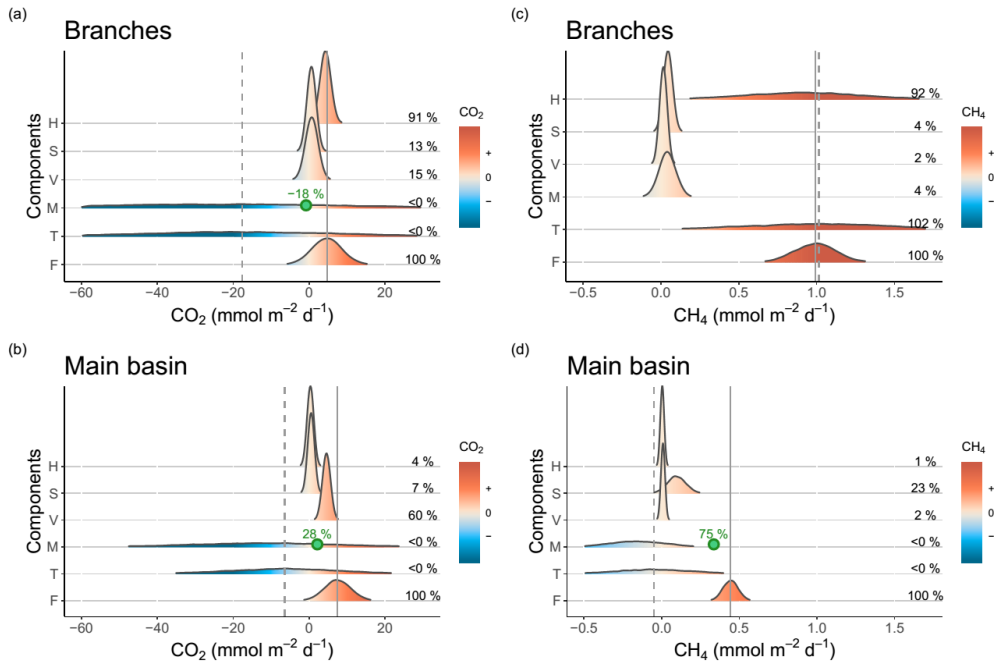 (a)
Branches
Components
H
S
V
M
T
F
91 %
13 %
15 %
−18 %
<0 %
<0 %
100 %
−60
−40
−20
0
20
CO₂ (mmol m⁻² d⁻¹)
CO₂
+
0
−
(c)
Branches
Components
H
S
V
M
T
F
92 %
4 %
2 %
4 %
102 %
100 %
−0.5
0.0
0.5
1.0
1.5
CH₄ (mmol m⁻² d⁻¹)
CH₄
+
0
−
(b)
Main basin
Components
H
S
V
M
T
F
4 %
7 %
60 %
28 %
<0 %
<0 %
100 %
−60
−40
−20
0
20
CO₂ (mmol m⁻² d⁻¹)
CO₂
+
0
−
(d)
Main basin
Components
H
S
V
M
T
F
1 %
23 %
2 %
75 %
<0 %
<0 %
100 %
−0.5
0.0
0.5
1.0
1.5
CH₄ (mmol m⁻² d⁻¹)
CH₄
+
0
−